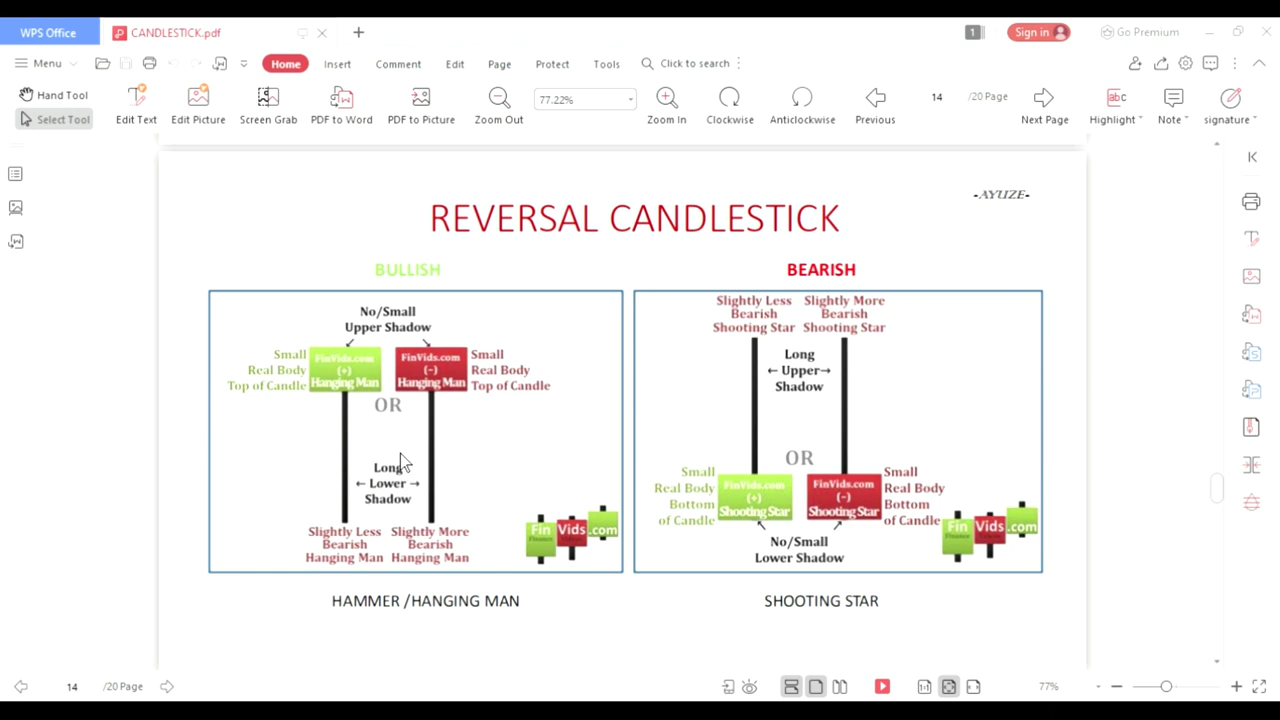 WPS Office
CANDLESTICK.pdf
1
Sign in
Go Premium
Menu
Home
Insert
Comment
Edit
Page
Protect
Tools
Click to search
Hand Tool
Select Tool
Edit Text
Edit Picture
Screen Grab
PDF to Word
PDF to Picture
Zoom Out
77.22%
Zoom In
Clockwise
Anticlockwise
Previous
14
/20 Page
Next Page
abc
Highlight
Note
signature
-AYUZE-
REVERSAL CANDLESTICK
BULLISH
No/Small
Upper Shadow
Small
Real Body
Top of Candle
FinVids.com
(+)
Hanging Man
FinVids.com
(-)
Hanging Man
Small
Real Body
Top of Candle
OR
Long
← Lower →
Shadow
Slightly Less
Bearish
Hanging Man
Slightly More
Bearish
Hanging Man
Fin
Vids
.com
HAMMER /HANGING MAN
BEARISH
Slightly Less
Bearish
Shooting Star
Slightly More
Bearish
Shooting Star
Long
← Upper→
Shadow
OR
Small
Real Body
Bottom
of Candle
FinVids.com
(+)
Shooting Star
FinVids.com
(-)
Shooting Star
Small
Real Body
Bottom
of Candle
No/Small
Lower Shadow
Fin
Vids
.com
SHOOTING STAR
14
/20 Page
77%